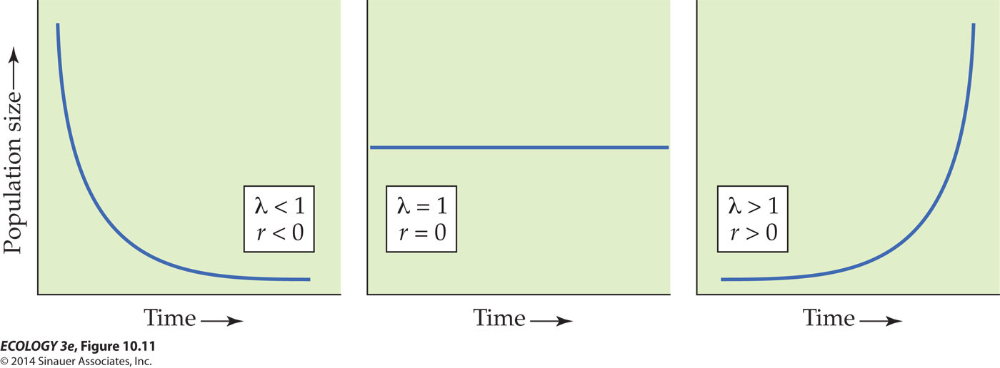 Population size
λ < 1
r < 0
Time
λ = 1
r = 0
Time
λ > 1
r > 0
Time
ECOLOGY 3e, Figure 10.11
© 2014 Sinauer Associates, Inc.